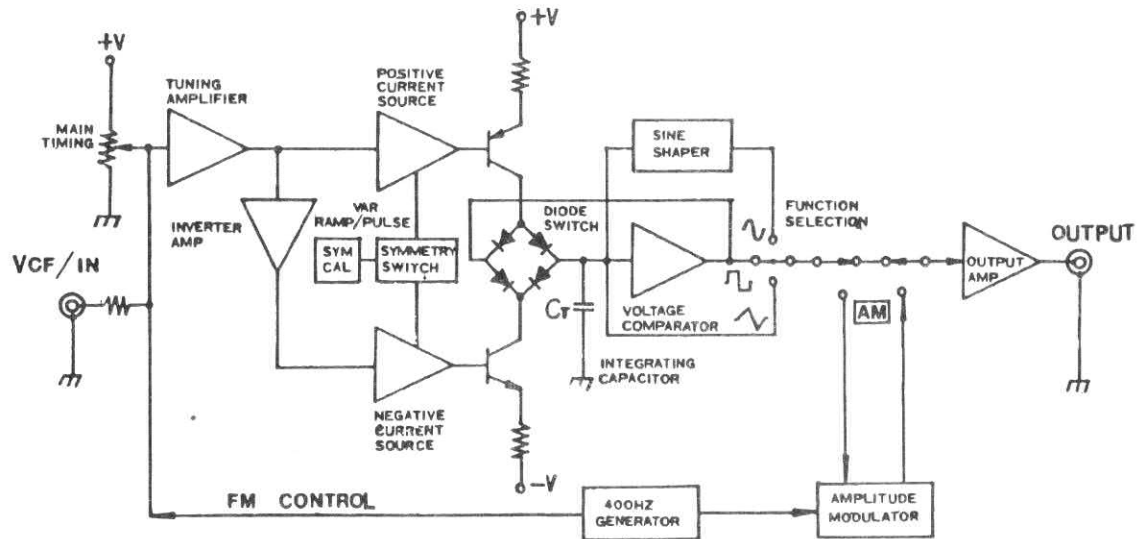 +V
+V
TUNING
AMPLIFIER
POSITIVE
CURRENT
SOURCE
MAIN
TIMING
SINE
SHAPER
INVERTER
AMP
VAR
RAMP/PULSE
DIODE
SWITCH
FUNCTION
SELECTION
SYM
CAL
SYMMETRY
SWITCH
VCF/IN
OUTPUT
AMP
OUTPUT
CT
VOLTAGE
COMPARATOR
AM
INTEGRATING
CAPACITOR
NEGATIVE
CURRENT
SOURCE
-V
FM CONTROL
400HZ
GENERATOR
AMPLITUDE
MODULATOR